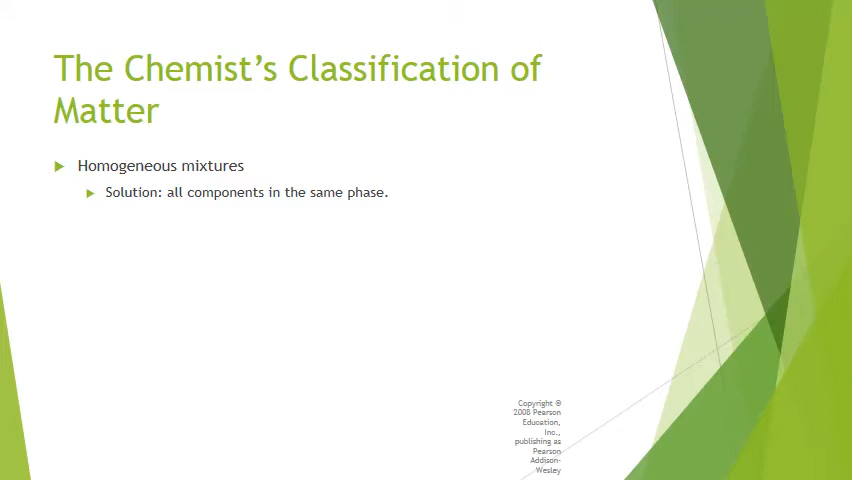 The Chemist’s Classification of
Matter
Homogeneous mixtures
Solution: all components in the same phase.
Copyright ©
2008 Pearson
Education,
Inc.,
publishing as
Pearson
Addison-
Wesley